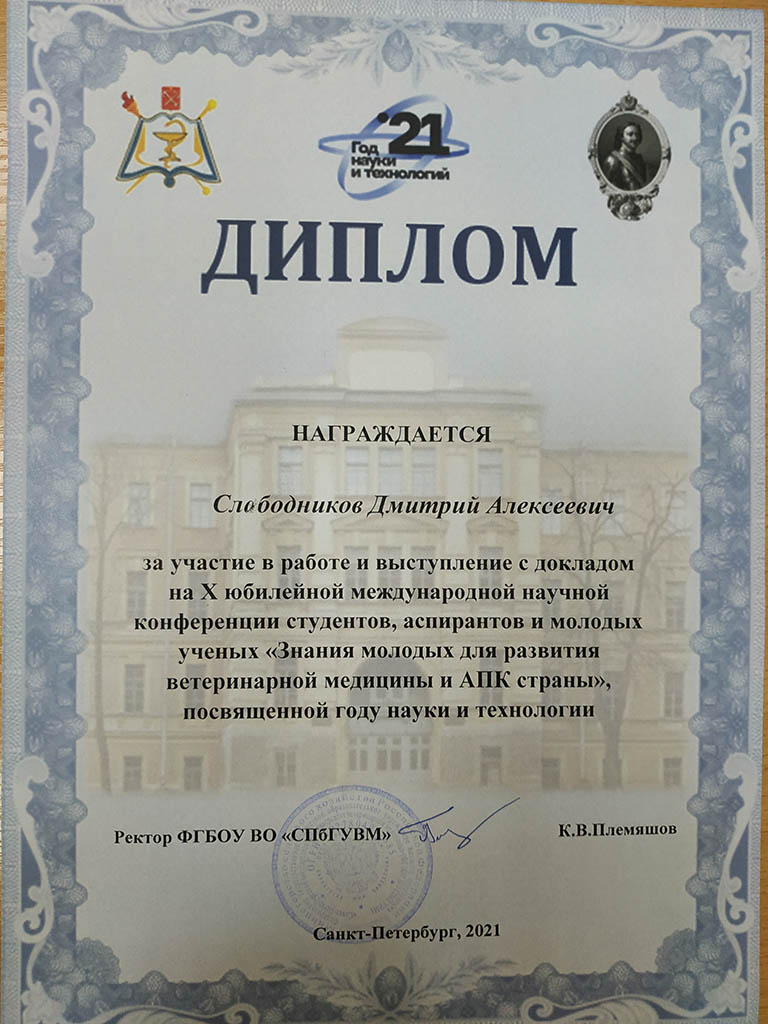 '21
Год
науки
и технологий
ДИПЛОМ
НАГРАЖДАЕТСЯ
Слободников Дмитрий Алексеевич
за участие в работе и выступление с докладом
на X юбилейной международной научной
конференции студентов, аспирантов и молодых
ученых «Знания молодых для развития
ветеринарной медицины и АПК страны»,
посвященной году науки и технологии
Ректор ФГБОУ ВО «СПбГУВМ»
К.В.Племяшов
Санкт-Петербург, 2021